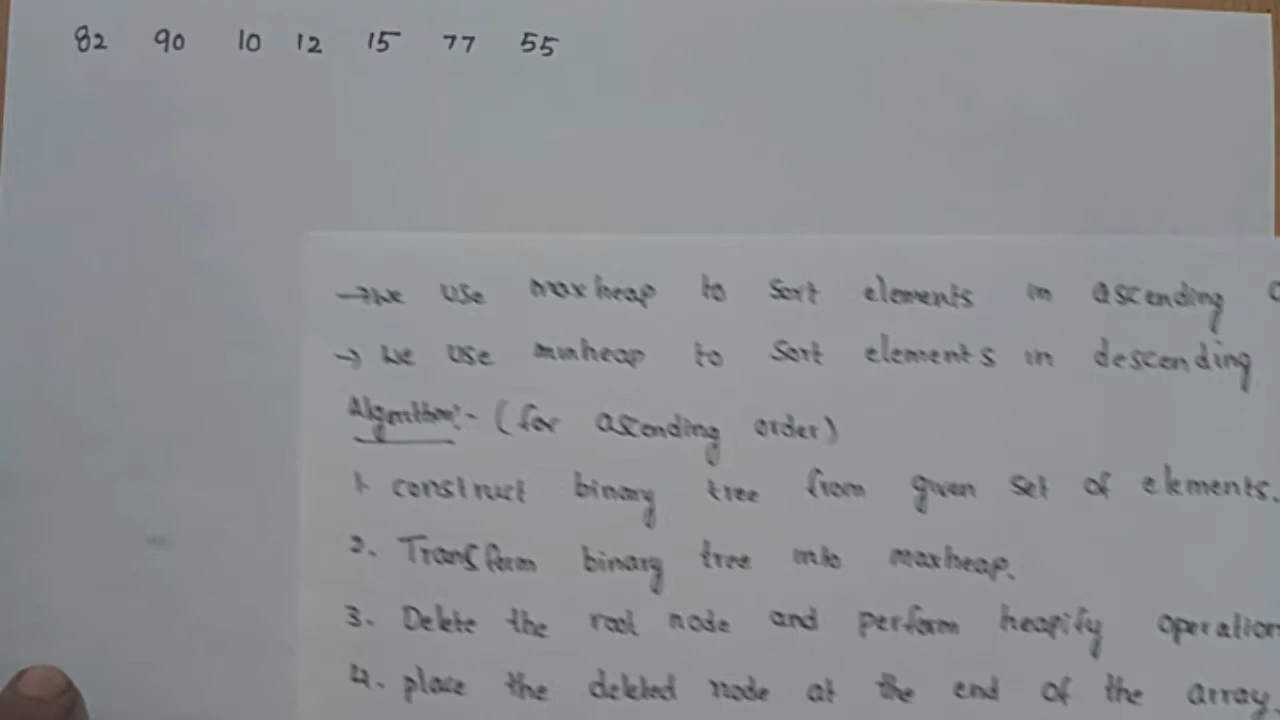 82 90 10 12 15 77 55
→ we use maxheap to sort elements in ascending
→ we use minheap to sort elements in descending
Algorithm:- (for ascending order)
1. construct binary tree from given set of elements.
2. Transform binary tree into maxheap.
3. Delete the root node and perform heapify operation
4. place the deleted node at the end of the array.